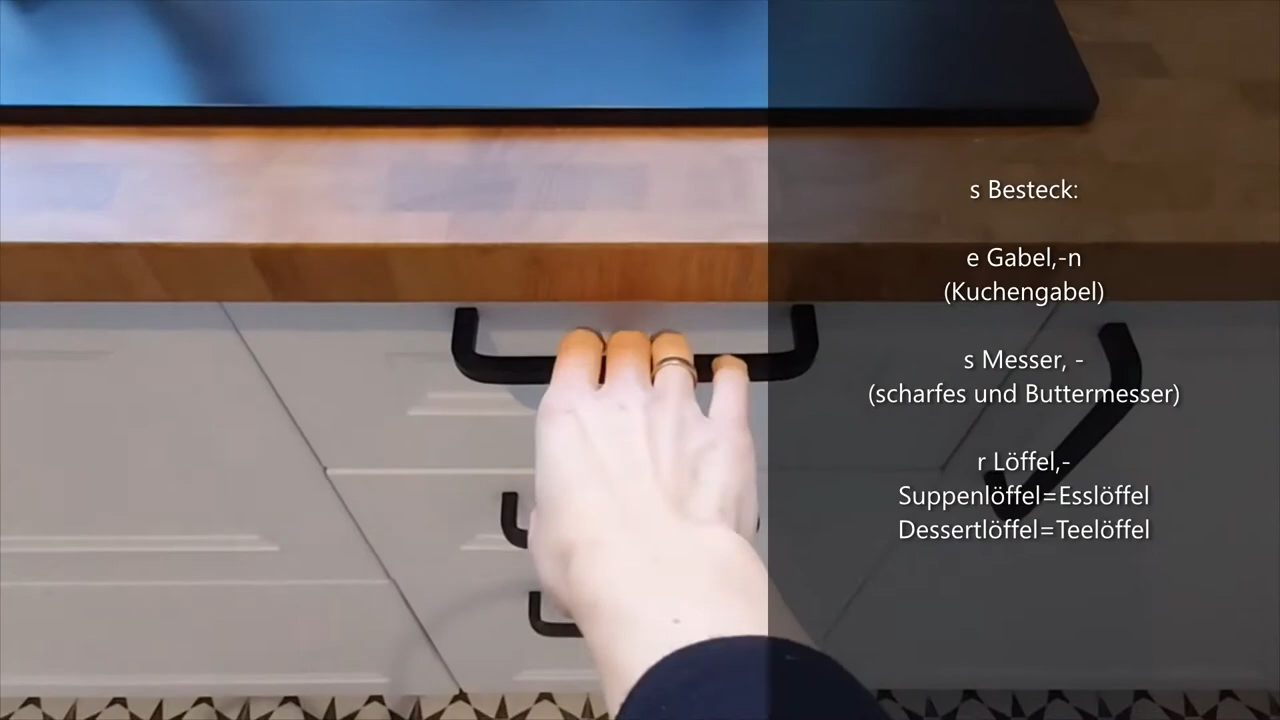 s Besteck:
e Gabel,-n
(Kuchengabel)
s Messer, -
(scharfes und Buttermesser)
r Löffel,-
Suppenlöffel=Esslöffel
Dessertlöffel=Teelöffel